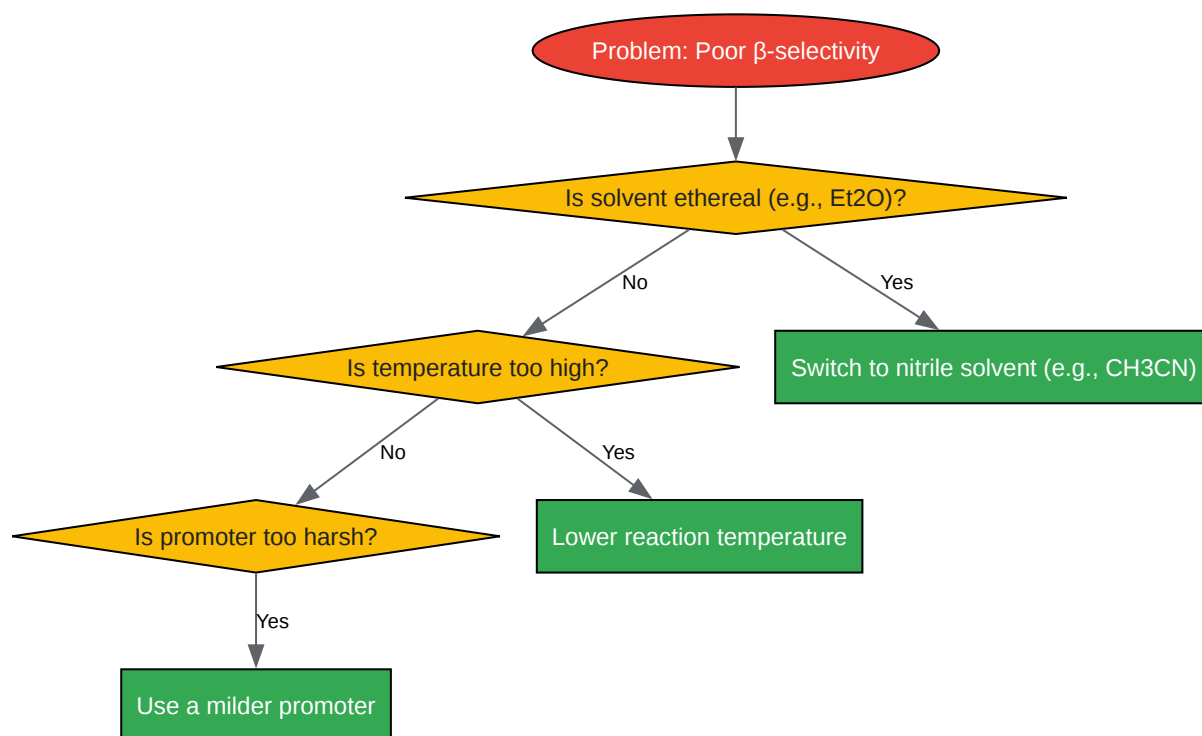 Problem: Poor β-selectivity
Is solvent ethereal (e.g., Et2O)?
No
Yes
Is temperature too high?
Switch to nitrile solvent (e.g., CH3CN)
No
Yes
Is promoter too harsh?
Lower reaction temperature
Yes
Use a milder promoter